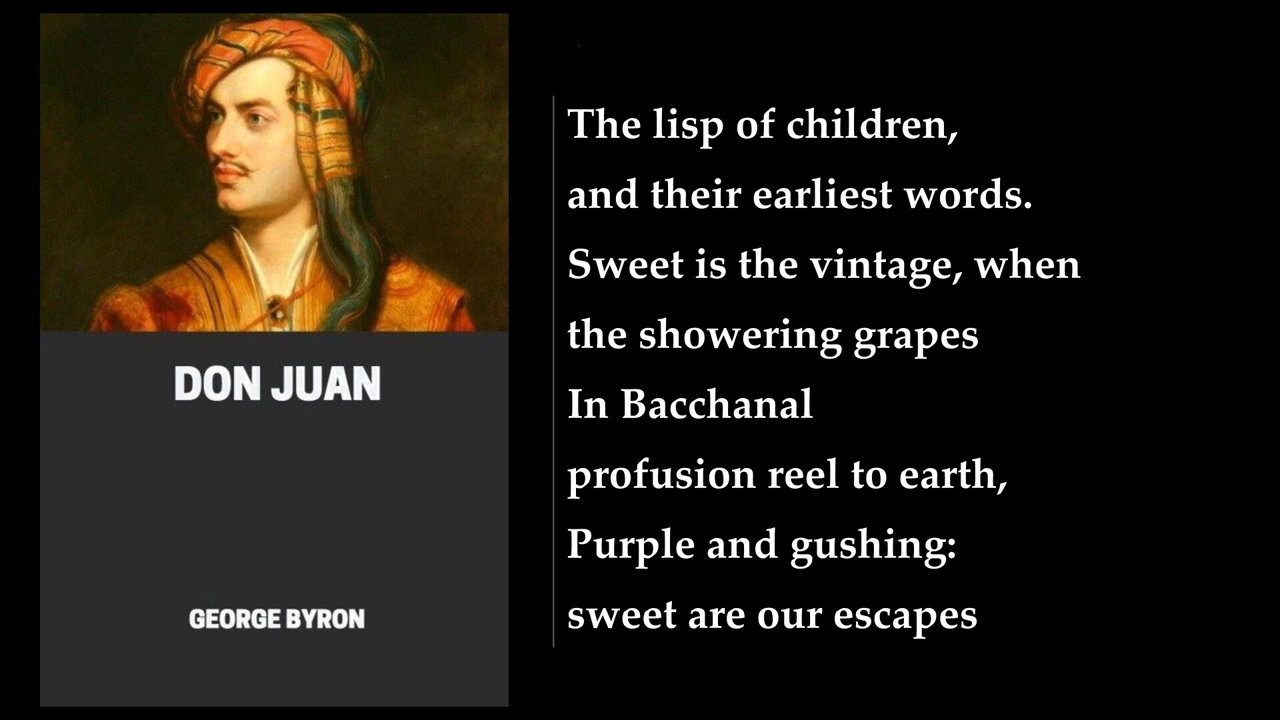 DON JUAN
GEORGE BYRON
The lisp of children,
and their earliest words.
Sweet is the vintage, when
the showering grapes
In Bacchanal
profusion reel to earth,
Purple and gushing:
sweet are our escapes